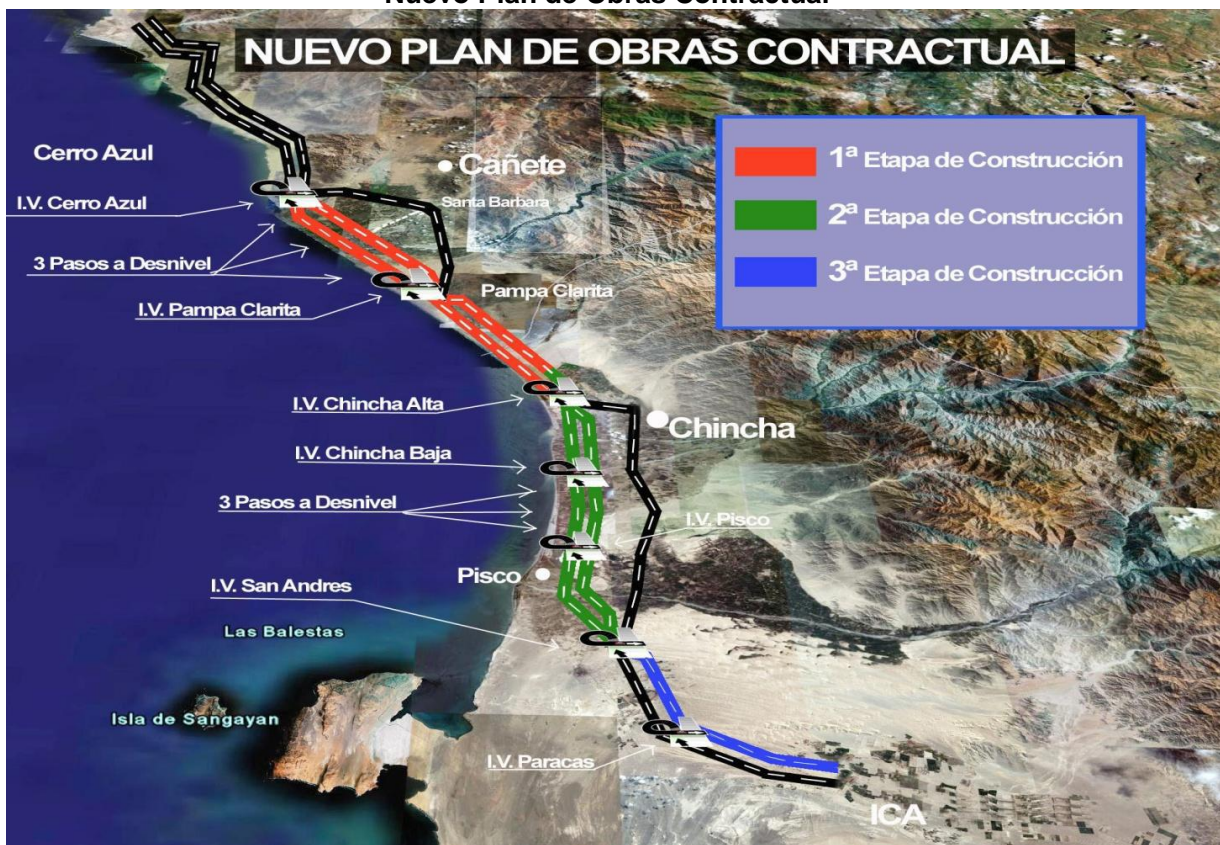 Nuevo Plan de Obras Contractual
NUEVO PLAN DE OBRAS CONTRACTUAL
1ª Etapa de Construcción
2ª Etapa de Construcción
3ª Etapa de Construcción
Cerro Azul
Cañete
I.V. Cerro Azul
Santa Barbara
3 Pasos a Desnivel
Pampa Clarita
I.V. Pampa Clarita
I.V. Chincha Alta
Chincha
I.V. Chincha Baja
3 Pasos a Desnivel
I.V. Pisco
Pisco
I.V. San Andres
Las Balestas
Isla de Sangayan
I.V. Paracas
ICA